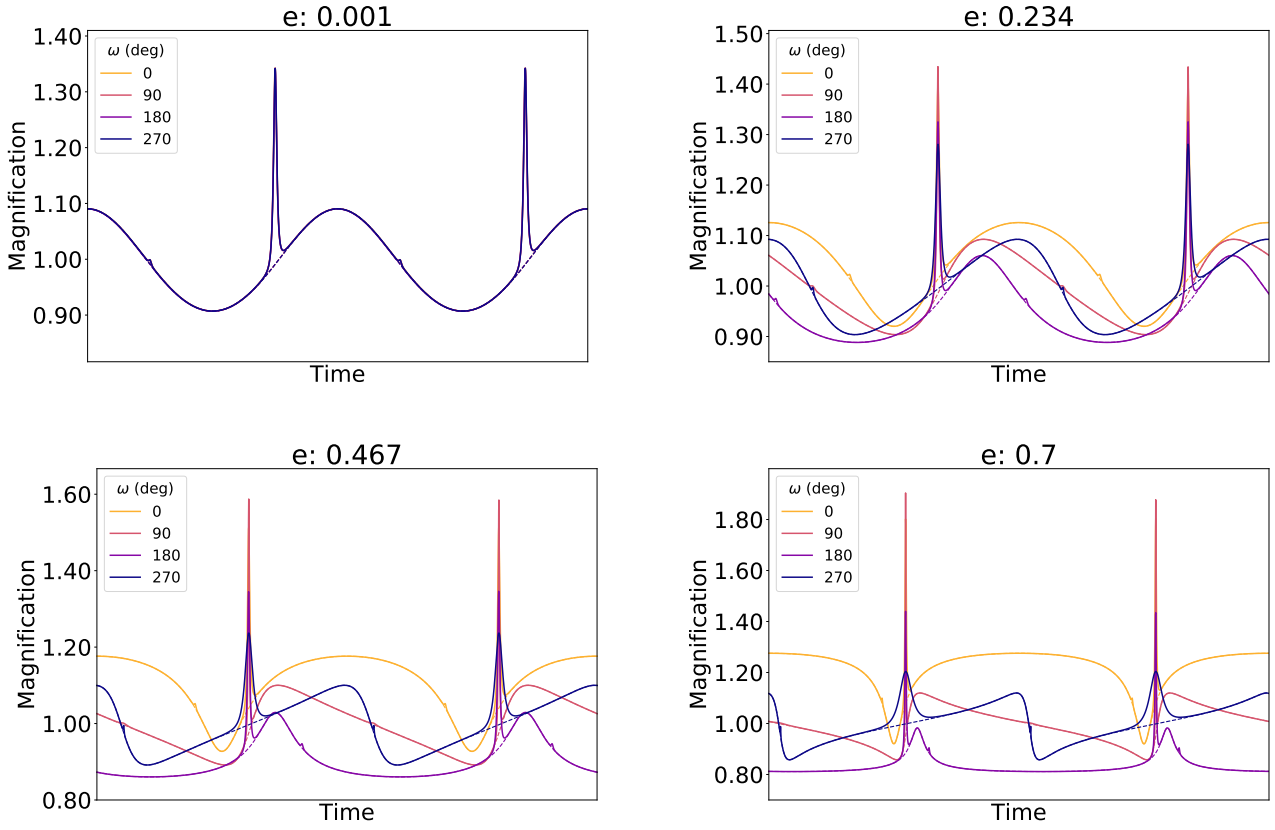 e: 0.001
1.40
1.30
1.20
1.10
1.00
0.90
Magnification
ω (deg)
0
90
180
270
Time
e: 0.234
1.50
1.40
1.30
1.20
1.10
1.00
0.90
Magnification
ω (deg)
0
90
180
270
Time
e: 0.467
1.60
1.40
1.20
1.00
0.80
Magnification
ω (deg)
0
90
180
270
Time
e: 0.7
1.80
1.60
1.40
1.20
1.00
0.80
Magnification
ω (deg)
0
90
180
270
Time